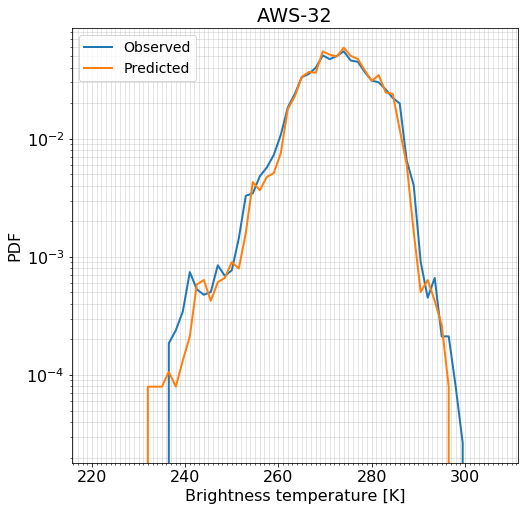 AWS-32
Observed
Predicted
PDF
10⁻²
10⁻³
10⁻⁴
220 240 260 280 300
Brightness temperature [K]